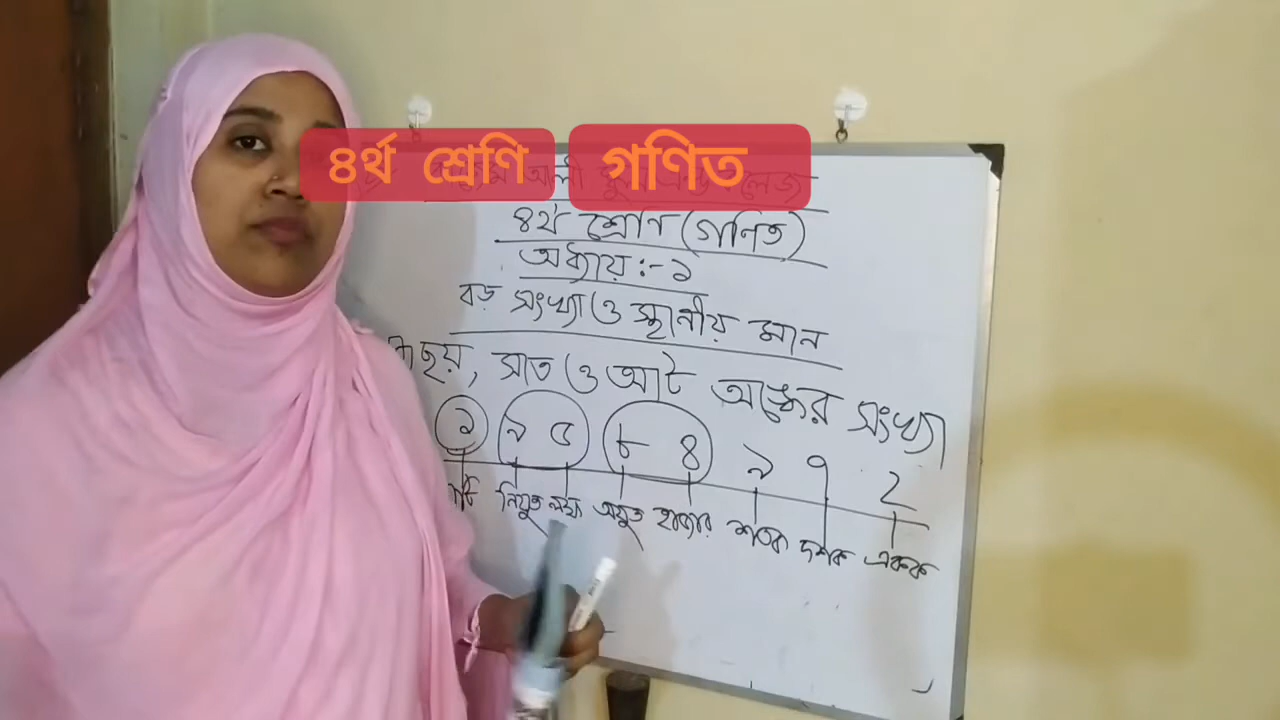 ৪র্থ শ্রেণি গণিত
৪র্থ শ্রেণি (গণিত)
অধ্যায় :- ১
বড় সংখ্যা ও স্থানীয় মান
ছয়, সাত ও আট অঙ্কের সংখ্যা
১ ৯ ৫ ৮ ৪ ৯ ৭ ২
নিযুত লক্ষ অযুত হাজার শতক দশক একক